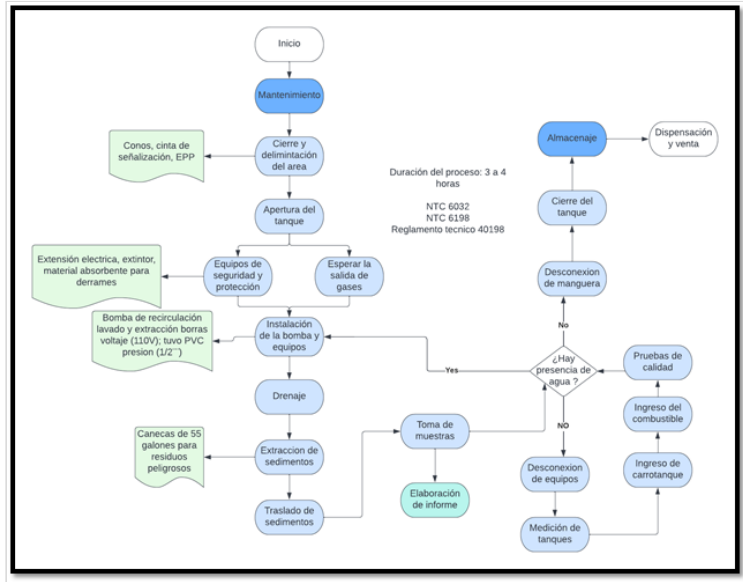 Inicio
Mantenimiento
Conos, cinta de
señalización, EPP
Cierre y
delimintación
del area
Apertura del
tanque
Extensión electrica, extintor,
material absorbente para
derrames
Equipos de
seguridad y
protección
Esperar la
salida de
gases
Bomba de recirculación
lavado y extracción borras
voltaje (110V); tuvo PVC
presion (1/2´´)
Instalación
de la bomba y
equipos
Drenaje
Canecas de 55
galones para
residuos
peligrosos
Extraccion de
sedimentos
Traslado de
sedimentos
Toma de
muestras
Elaboración
de informe
Duración del proceso: 3 a 4
horas
NTC 6032
NTC 6198
Reglamento tecnico 40198
Yes
¿Hay
presencia de
agua ?
NO
Desconexion
de equipos
Medición de
tanques
Ingreso de
carrotanque
Ingreso del
combustible
Pruebas de
calidad
No
Desconexion
de manguera
Cierre del
tanque
Almacenaje
Dispensación
y venta